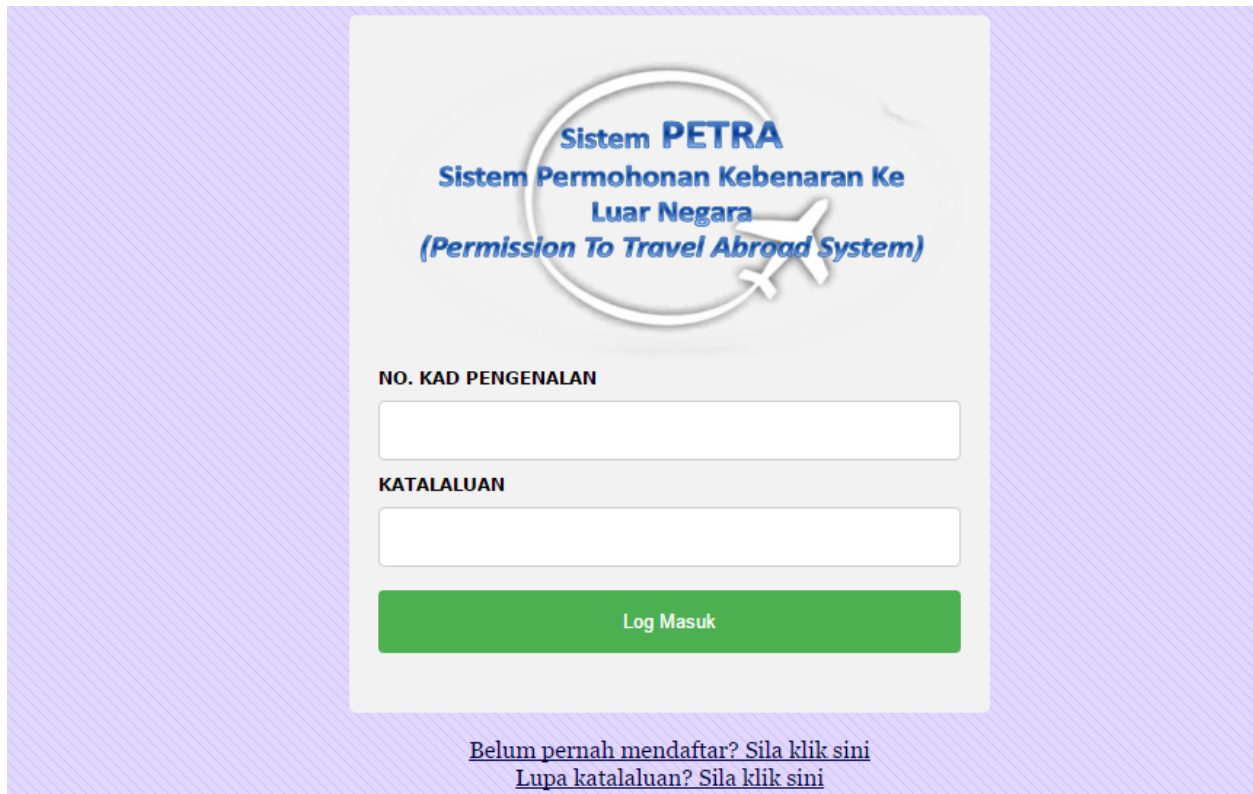 Sistem PETRA
Sistem Permohonan Kebenaran Ke
Luar Negara
(Permission To Travel Abroad System)
NO. KAD PENGENALAN
KATALALUAN
Log Masuk
Belum pernah mendaftar? Sila klik sini
Lupa katalaluan? Sila klik sini